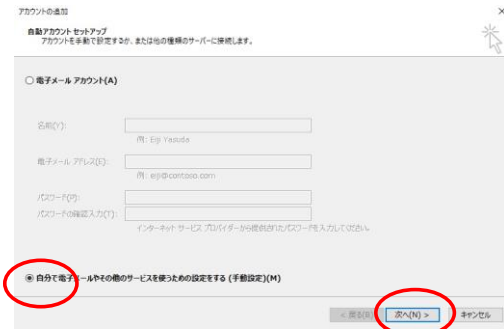 アカウントの追加
×
自動アカウント セットアップ
アカウントを手動で設定するか、または他の種類のサーバーに接続します。
電子メール アカウント(A)
名前(Y):
例: Eiji Yasuda
電子メール アドレス(E):
例: eiji@contoso.com
パスワード(P):
パスワードの確認入力(T):
インターネット サービス プロバイダーから提供されたパスワードを入力してください。
自分で電子メールやその他のサービスを使うための設定をする (手動設定)(M)
< 戻る(B)
次へ(N) >
キャンセル